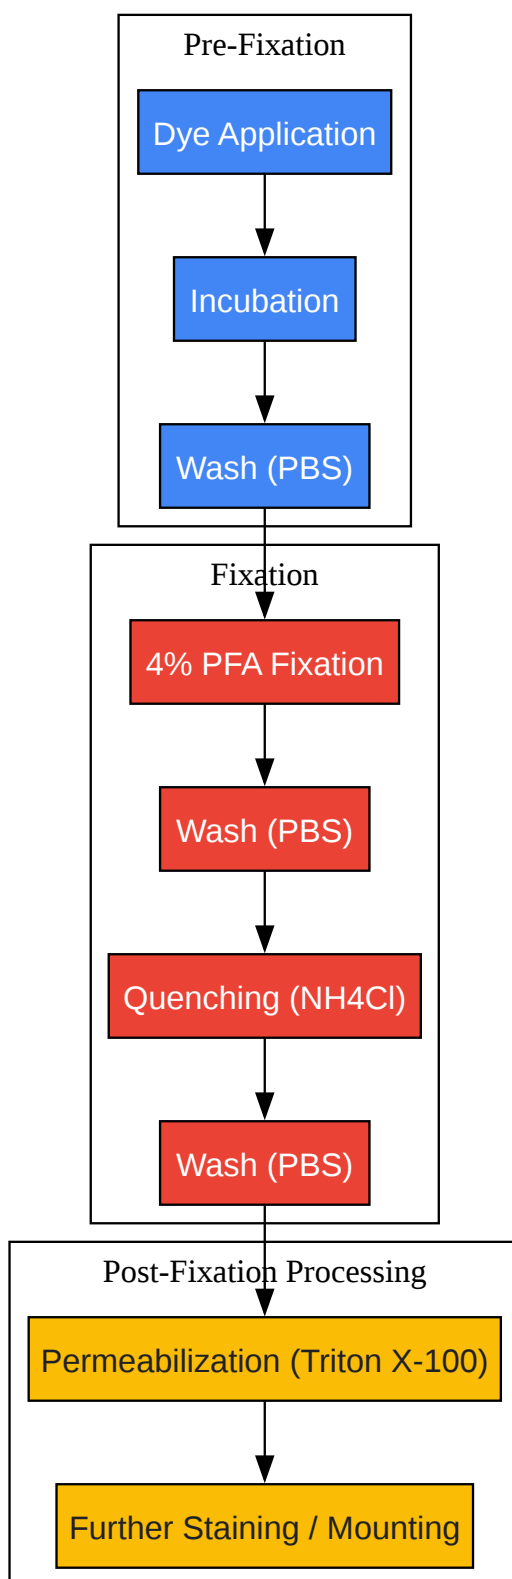 Pre-Fixation
Dye Application
Incubation
Wash (PBS)
Fixation
4% PFA Fixation
Wash (PBS)
Quenching (NH4Cl)
Wash (PBS)
Post-Fixation Processing
Permeabilization (Triton X-100)
Further Staining / Mounting